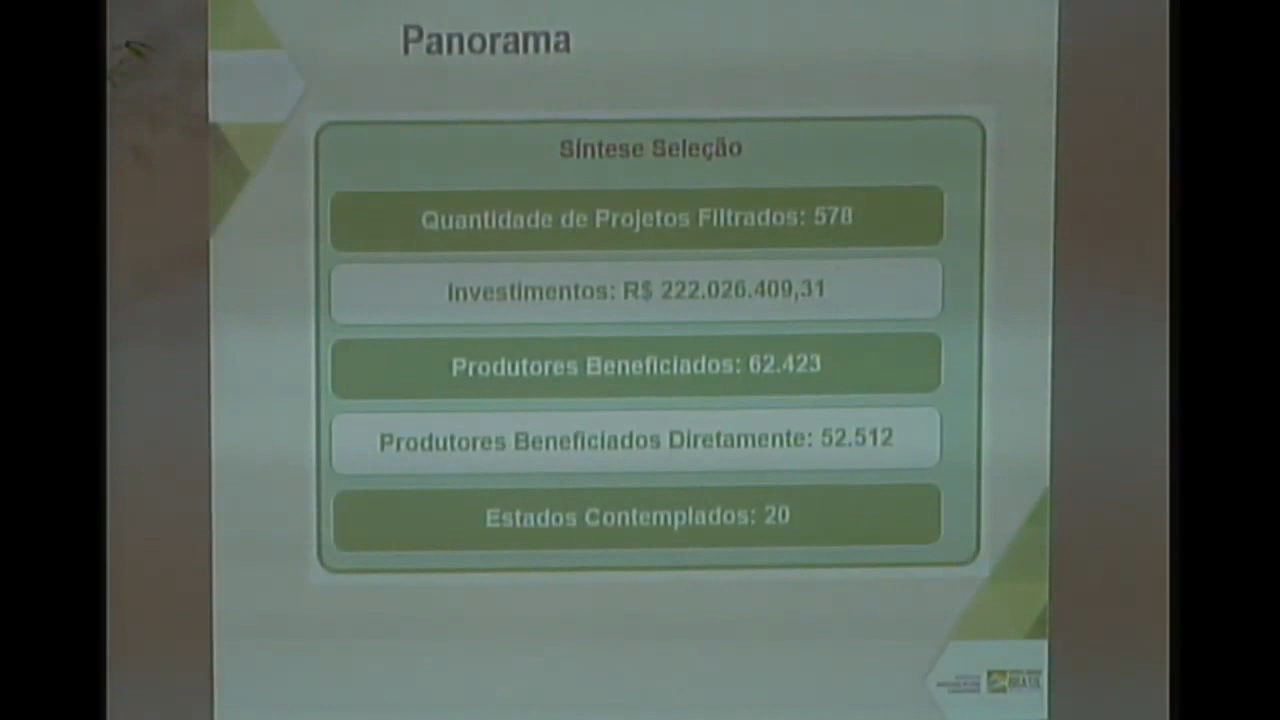 Panorama
Síntese Seleção
Quantidade de Projetos Filtrados: 578
Investimentos: R$ 222.026.409,31
Produtores Beneficiados: 62.423
Produtores Beneficiados Diretamente: 52.512
Estados Contemplados: 20
BRASIL